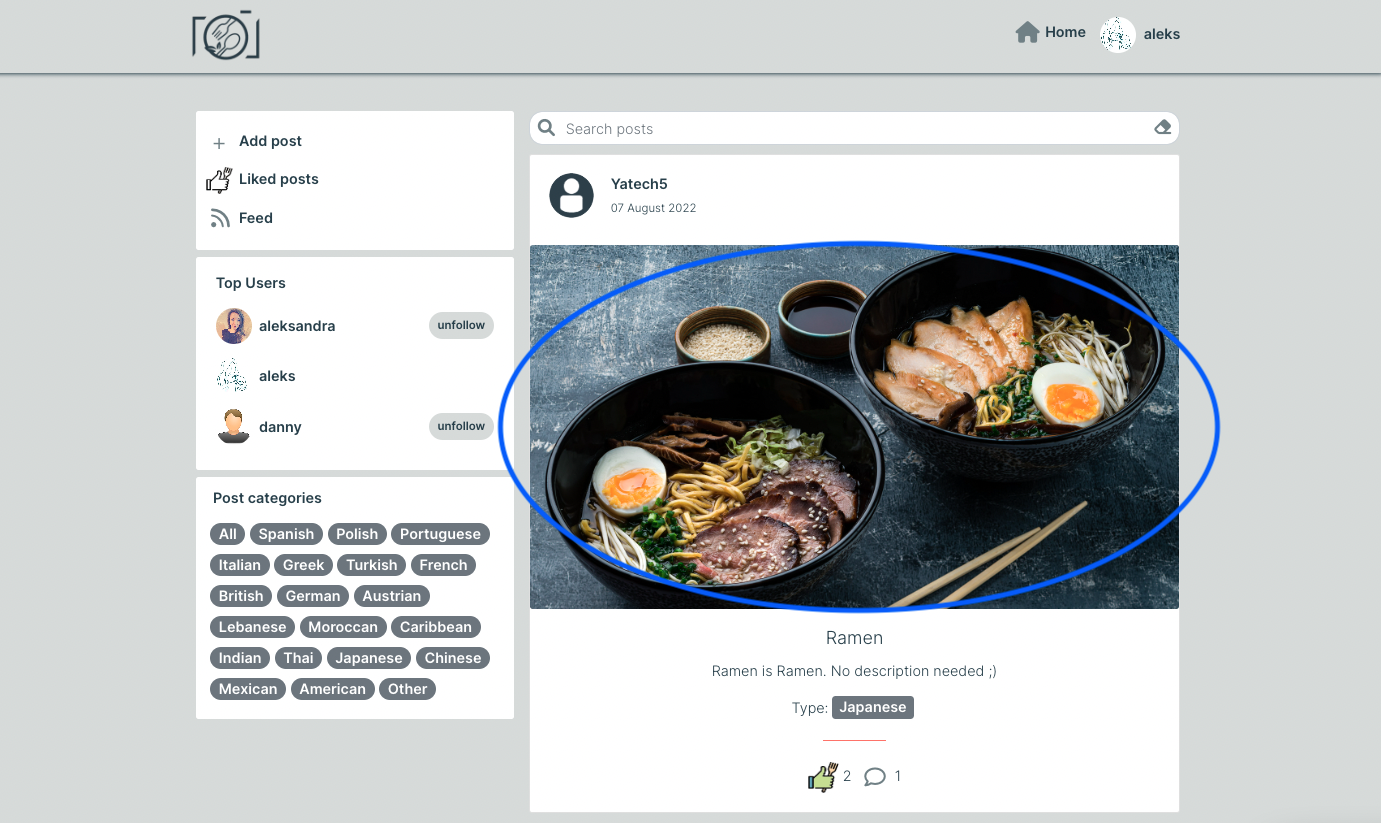 Home
aleks
Add post
Liked posts
Feed
Top Users
aleksandra
unfollow
aleks
danny
unfollow
Post categories
All Spanish Polish Portuguese
Italian Greek Turkish French
British German Austrian
Lebanese Moroccan Caribbean
Indian Thai Japanese Chinese
Mexican American Other
Search posts
Yatech5
07 August 2022
Ramen
Ramen is Ramen. No description needed ;)
Type: Japanese
2 1